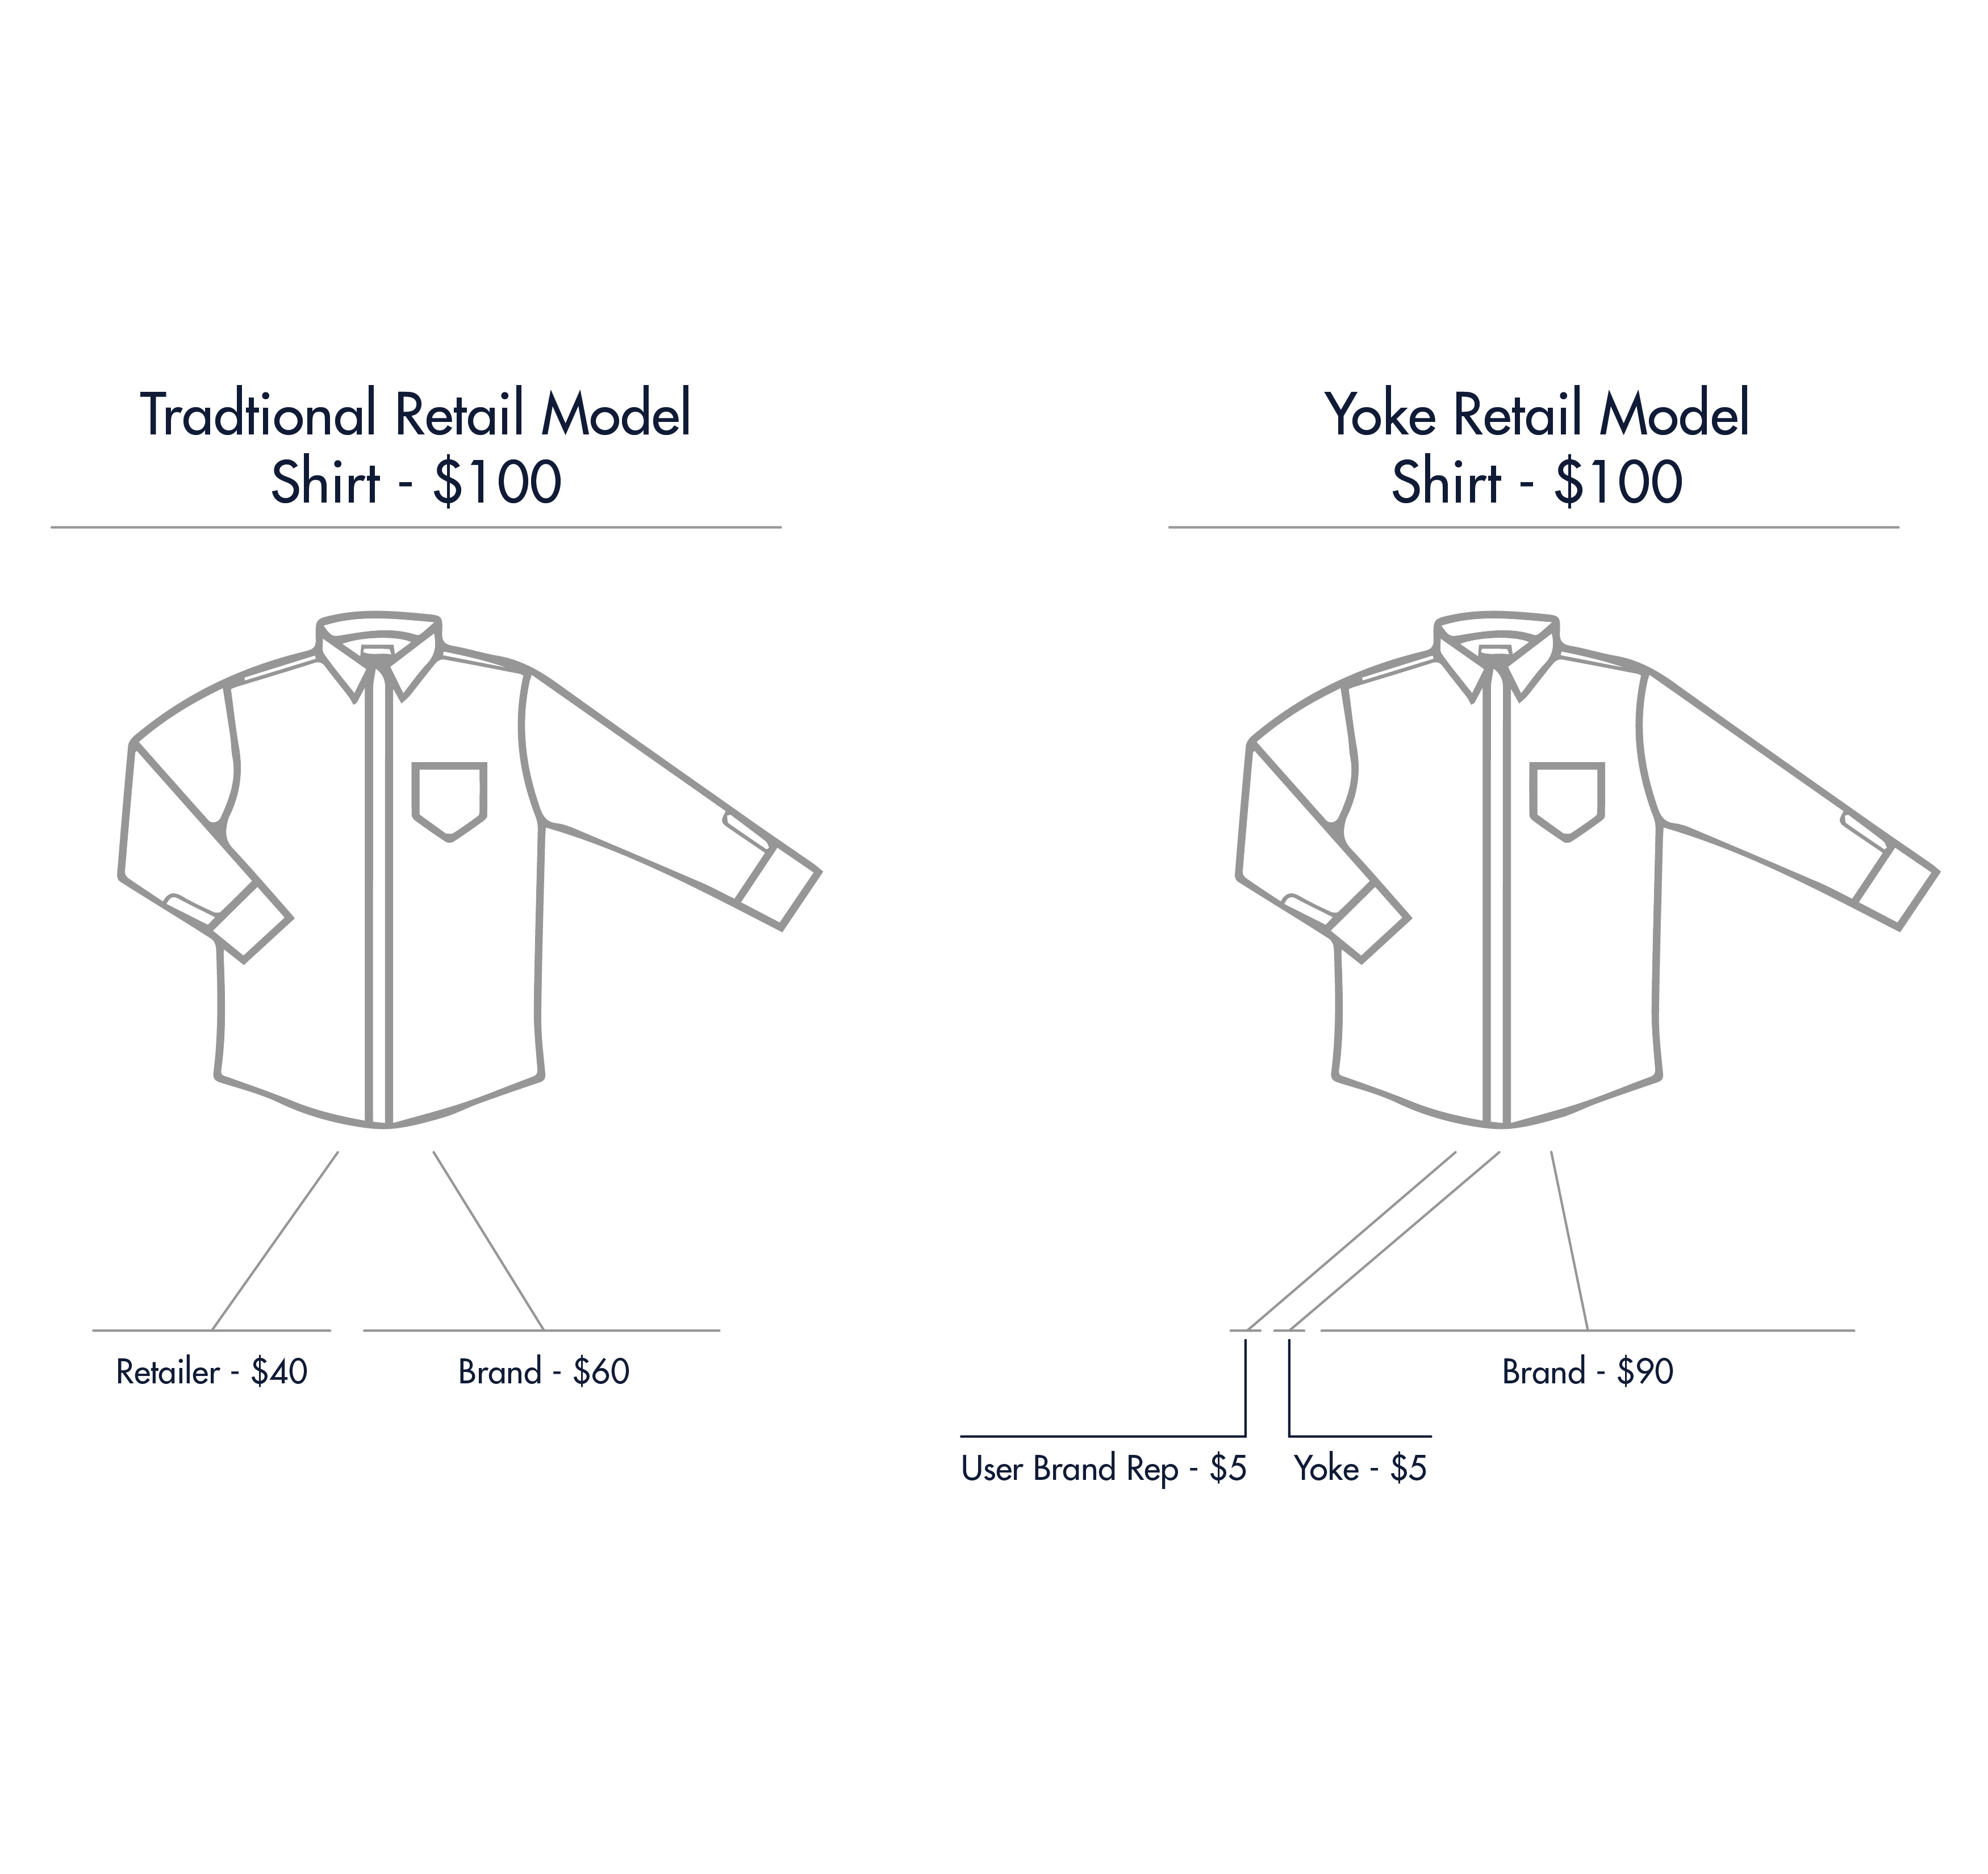 Tradtional Retail Model
Shirt - $100
Retailer - $40
Brand - $60
Yoke Retail Model
Shirt - $100
Brand - $90
User Brand Rep - $5
Yoke - $5